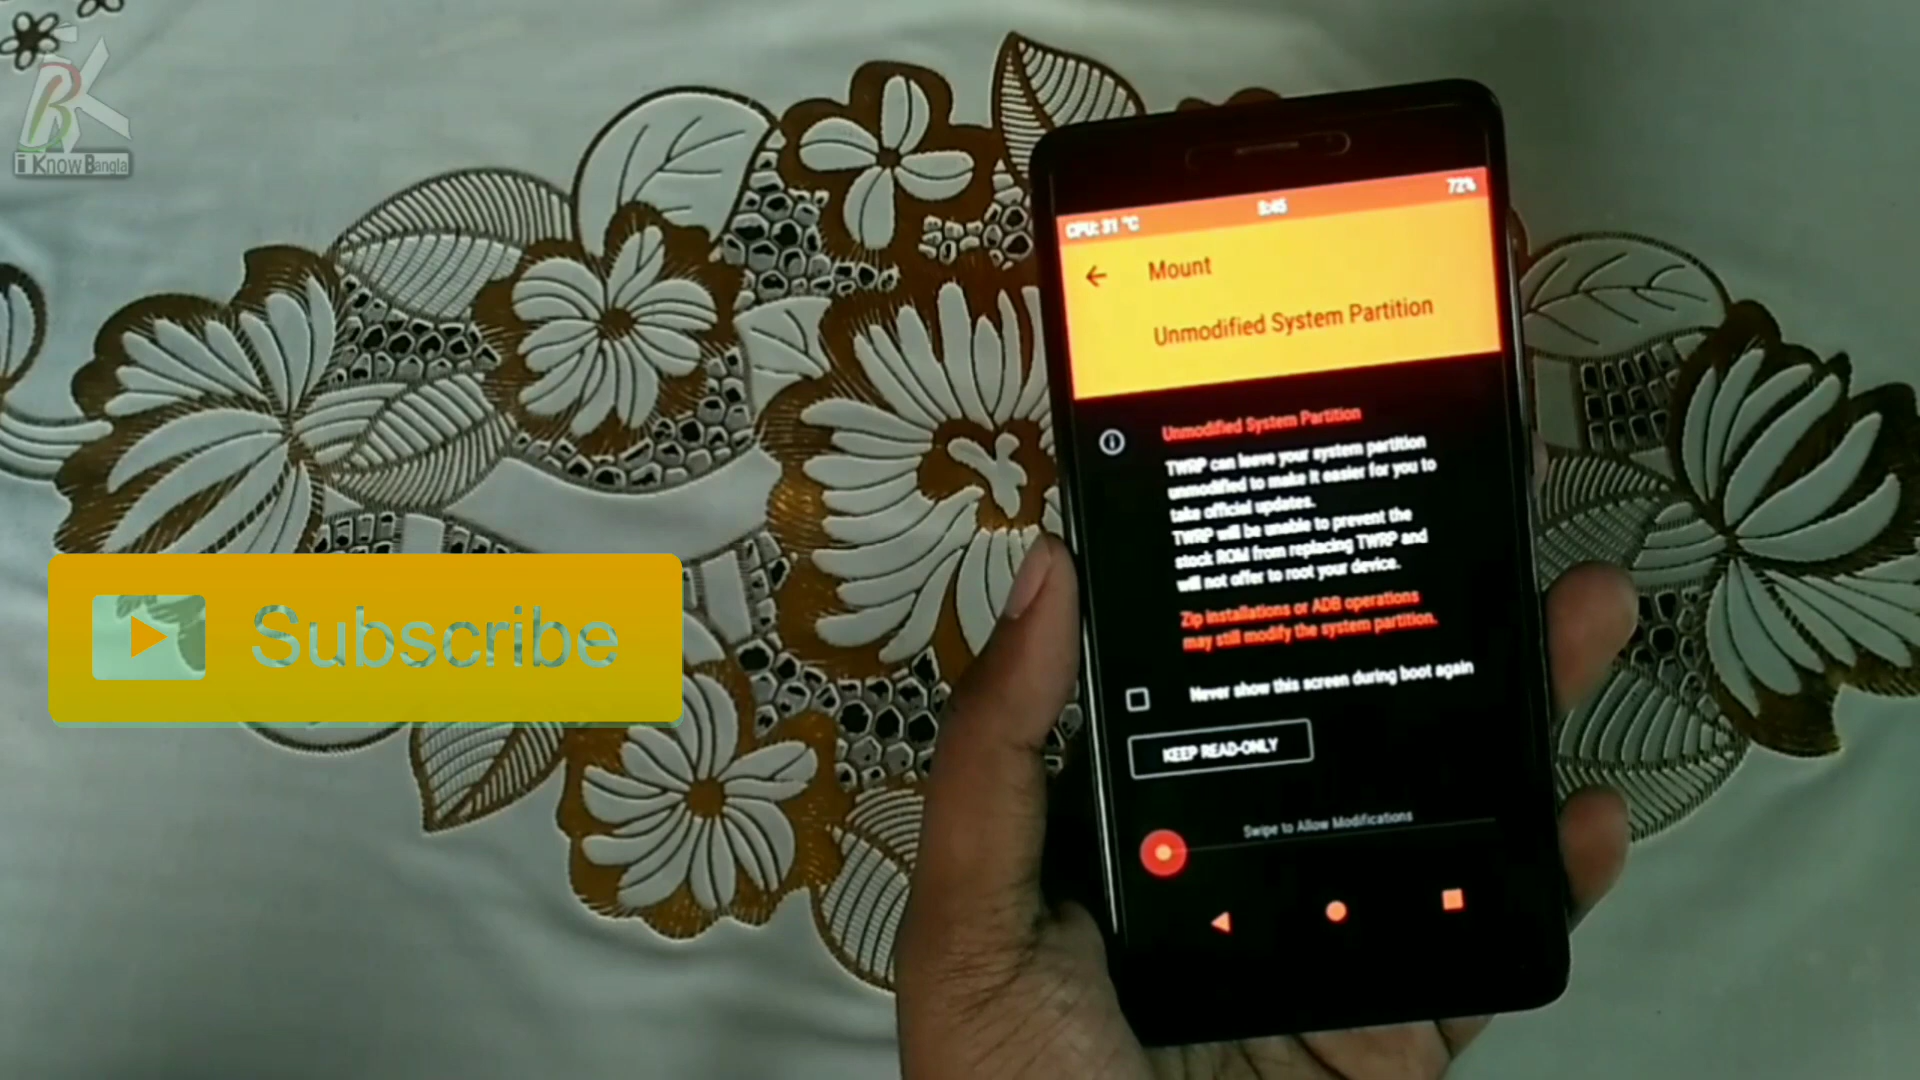 i Know Bangla
CPU: 31 °C
72%
Mount
Unmodified System Partition
Unmodified System Partition
TWRP can leave your system partition
unmodified to make it easier for you to
take official updates.
TWRP will be unable to prevent the
stock ROM from replacing TWRP and
will not offer to root your device.
Zip installations or ADB operations
may still modify the system partition.
Never show this screen during boot again
KEEP READ-ONLY
Swipe to Allow Modifications
Subscribe